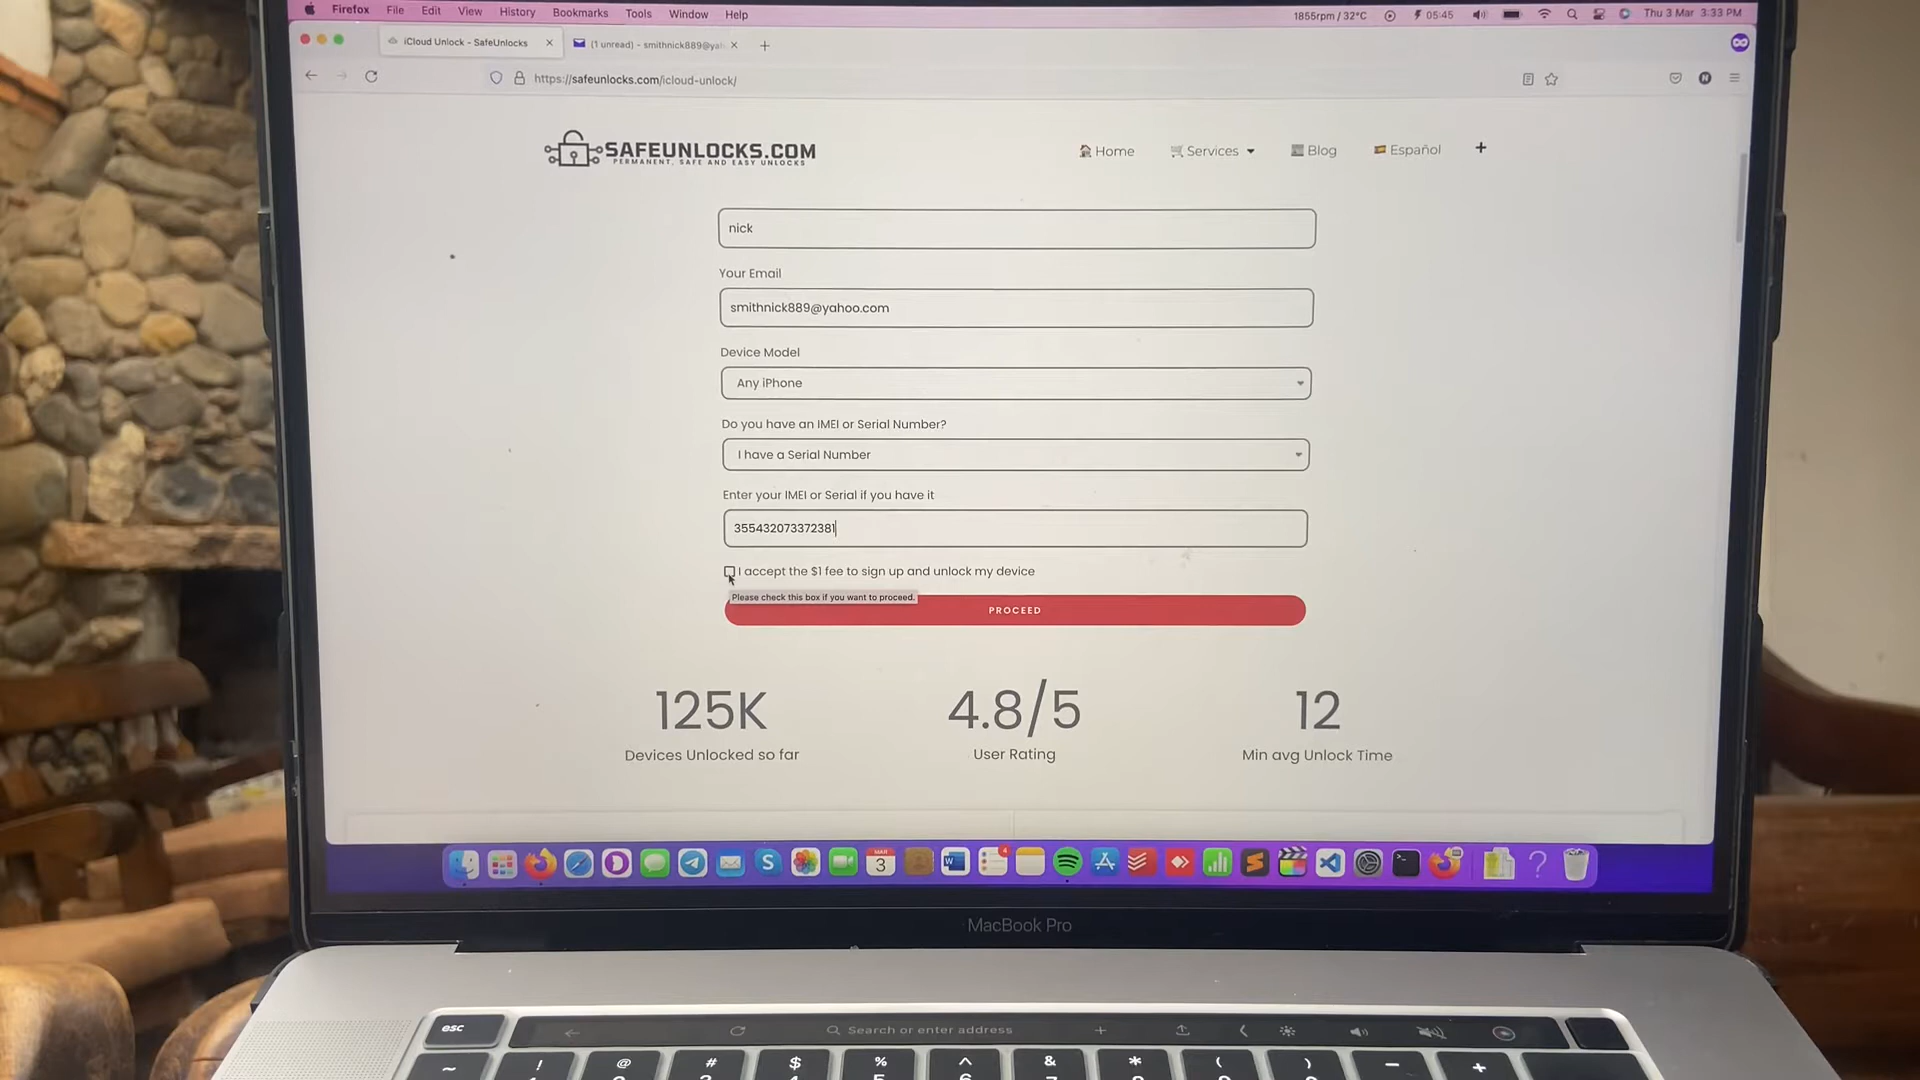 Firefox File Edit View History Bookmarks Tools Window Help 1855rpm / 32°C 05:45 Thu 3 Mar 3:33 PM
iCloud Unlock - SafeUnlocks (1 unread) - smithnick889@ya
https://safeunlocks.com/icloud-unlock/
SAFEUNLOCKS.COM
PERMANENT, SAFE AND EASY UNLOCKS
Home Services Blog Español +
nick
Your Email
smithnick889@yahoo.com
Device Model
Any iPhone
Do you have an IMEI or Serial Number?
I have a Serial Number
Enter your IMEI or Serial if you have it
355432073372381
I accept the $1 fee to sign up and unlock my device
Please check this box if you want to proceed.
PROCEED
125K 4.8/5 12
Devices Unlocked so far User Rating Min avg Unlock Time
MAR
3
4
MacBook Pro
esc Search or enter address
~ ! @ # $ % ^ & * ( ) — +